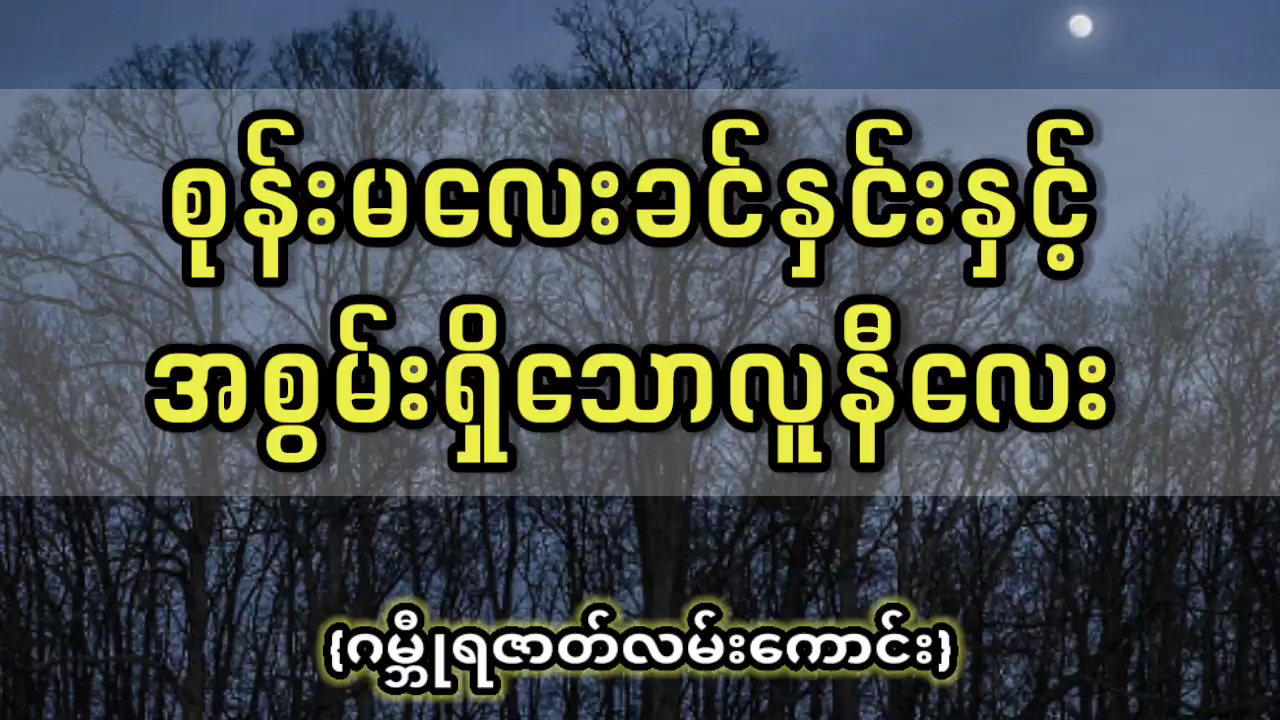 စုန်းမလေးခင်နှင်းနှင့်
အစွမ်းရှိသောလူနီလေး
{ဂမ္ဘီုရဇာတ်လမ်းကောင်း}